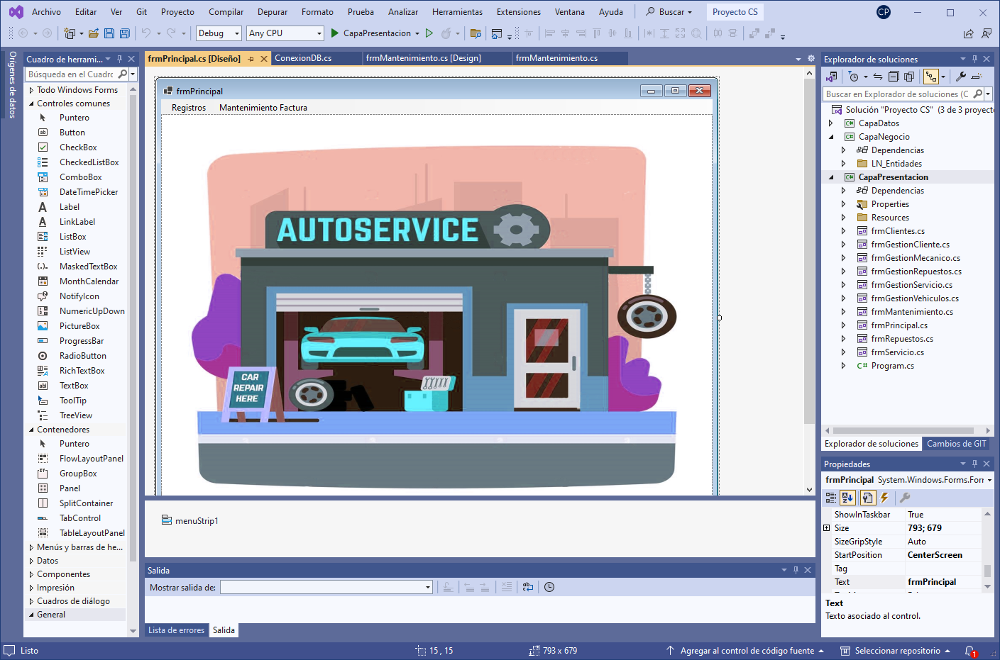 Archivo Editar Ver Git Proyecto Compilar Depurar Formato Prueba Analizar Herramientas Extensiones Ventana Ayuda Buscar Proyecto CS CP
Debug Any CPU CapaPresentacion
Orígenes de datos
Cuadro de herrami...
Búsqueda en el Cuadro
Todo Windows Forms
Controles comunes
Puntero
Button
CheckBox
CheckedListBox
ComboBox
DateTimePicker
Label
LinkLabel
ListBox
ListView
MaskedTextBox
MonthCalendar
NotifyIcon
NumericUpDown
PictureBox
ProgressBar
RadioButton
RichTextBox
TextBox
ToolTip
TreeView
Contenedores
Puntero
FlowLayoutPanel
GroupBox
Panel
SplitContainer
TabControl
TableLayoutPanel
Menús y barras de he...
Datos
Componentes
Impresión
Cuadros de diálogo
General
frmPrincipal.cs [Diseño] ConexionDB.cs frmMantenimiento.cs [Design] frmMantenimiento.cs
frmPrincipal
Registros Mantenimiento Factura
AUTOSERVICE
CAR
REPAIR
HERE
menuStrip1
Salida
Mostrar salida de:
Lista de errores Salida
Explorador de soluciones
Buscar en Explorador de soluciones (C
Solución "Proyecto CS" (3 de 3 proyecto
CapaDatos
CapaNegocio
Dependencias
LN_Entidades
CapaPresentacion
Dependencias
Properties
Resources
frmClientes.cs
frmGestionCliente.cs
frmGestionMecanico.cs
frmGestionRepuestos.cs
frmGestionServicio.cs
frmGestionVehiculos.cs
frmMantenimiento.cs
frmPrincipal.cs
frmRepuestos.cs
frmServicio.cs
C# Program.cs
Explorador de soluciones Cambios de GIT
Propiedades
frmPrincipal System.Windows.Forms.Forr
ShowInTaskbar True
Size 793; 679
SizeGripStyle Auto
StartPosition CenterScreen
Tag
Text frmPrincipal
Text
Texto asociado al control.
Listo 15 , 15 793 x 679 Agregar al control de código fuente Seleccionar repositorio 1